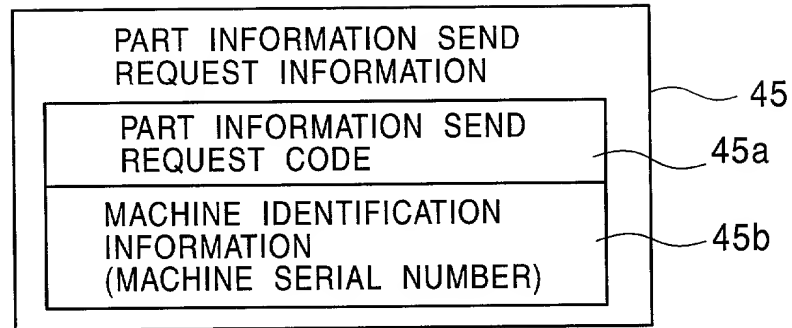 PART INFORMATION SEND
REQUEST INFORMATION
45
PART INFORMATION SEND
REQUEST CODE
45a
MACHINE IDENTIFICATION
INFORMATION
(MACHINE SERIAL NUMBER)
45b